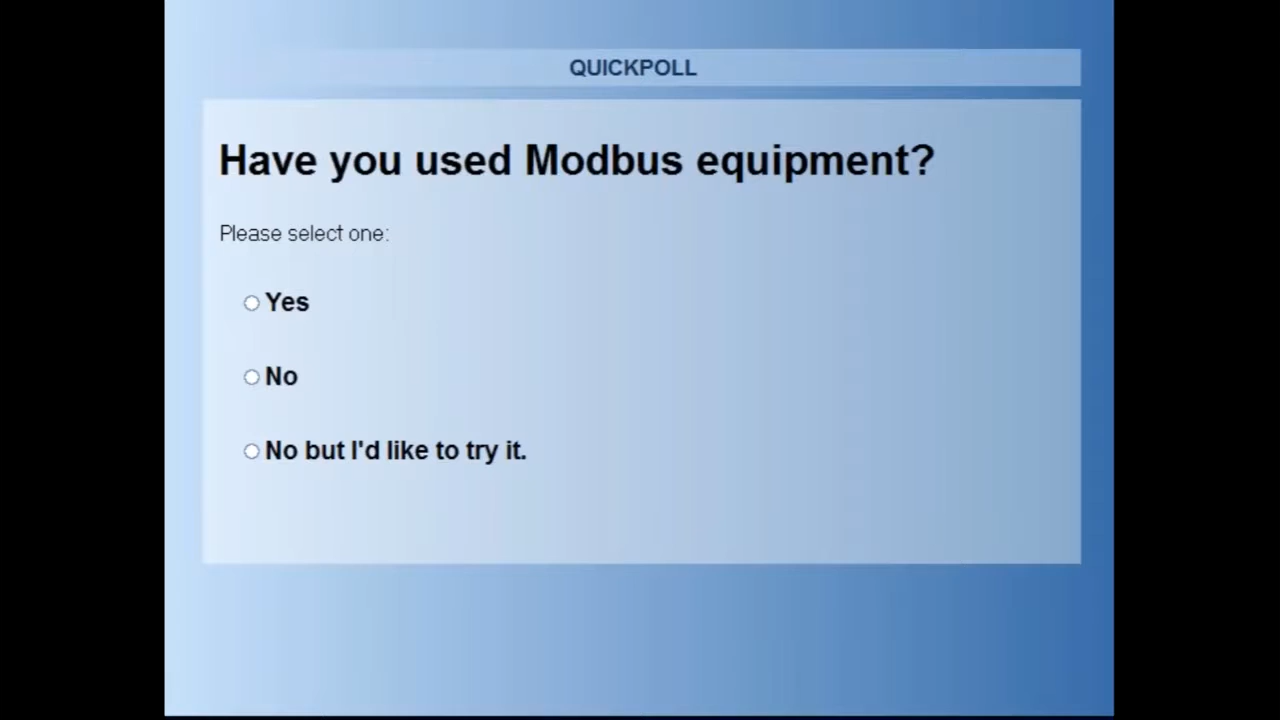 QUICKPOLL
Have you used Modbus equipment?
Please select one:
Yes
No
No but I'd like to try it.